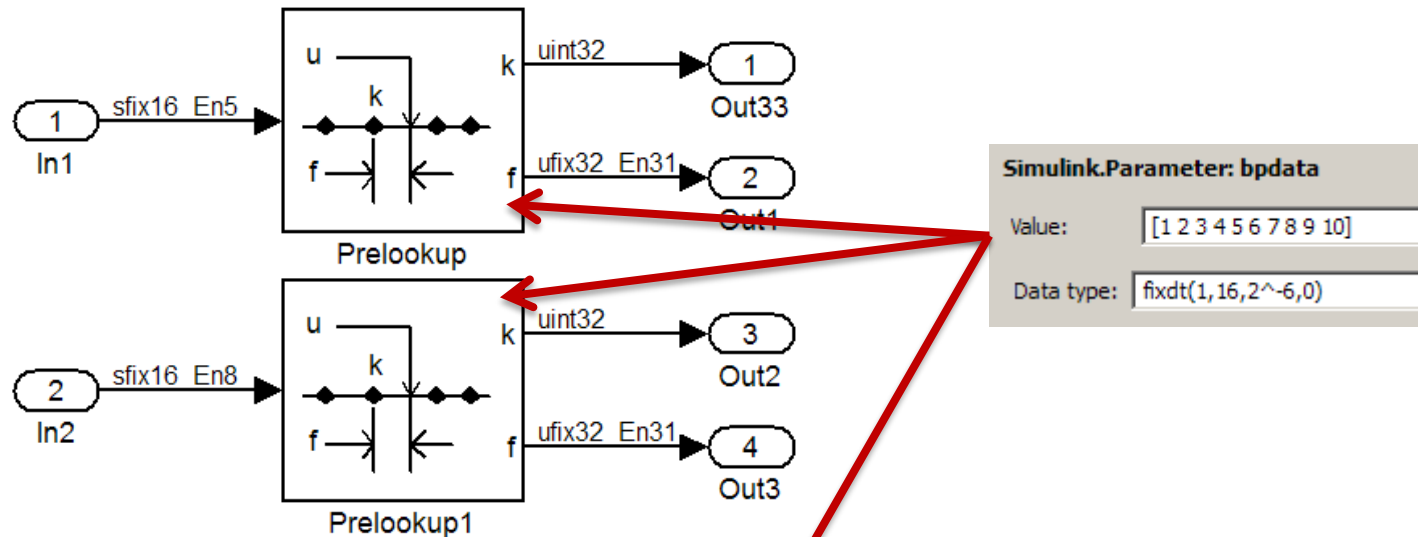 u
k
uint32
1
Out33
1
In1
sfix16_En5
k
f
f
ufix32_En31
2
Out1
Prelookup
Simulink.Parameter: bpdata
Value: [1 2 3 4 5 6 7 8 9 10]
Data type: fixdt(1,16,2^-6,0)
u
k
uint32
3
Out2
2
In2
sfix16_En8
k
f
f
ufix32_En31
4
Out3
Prelookup1